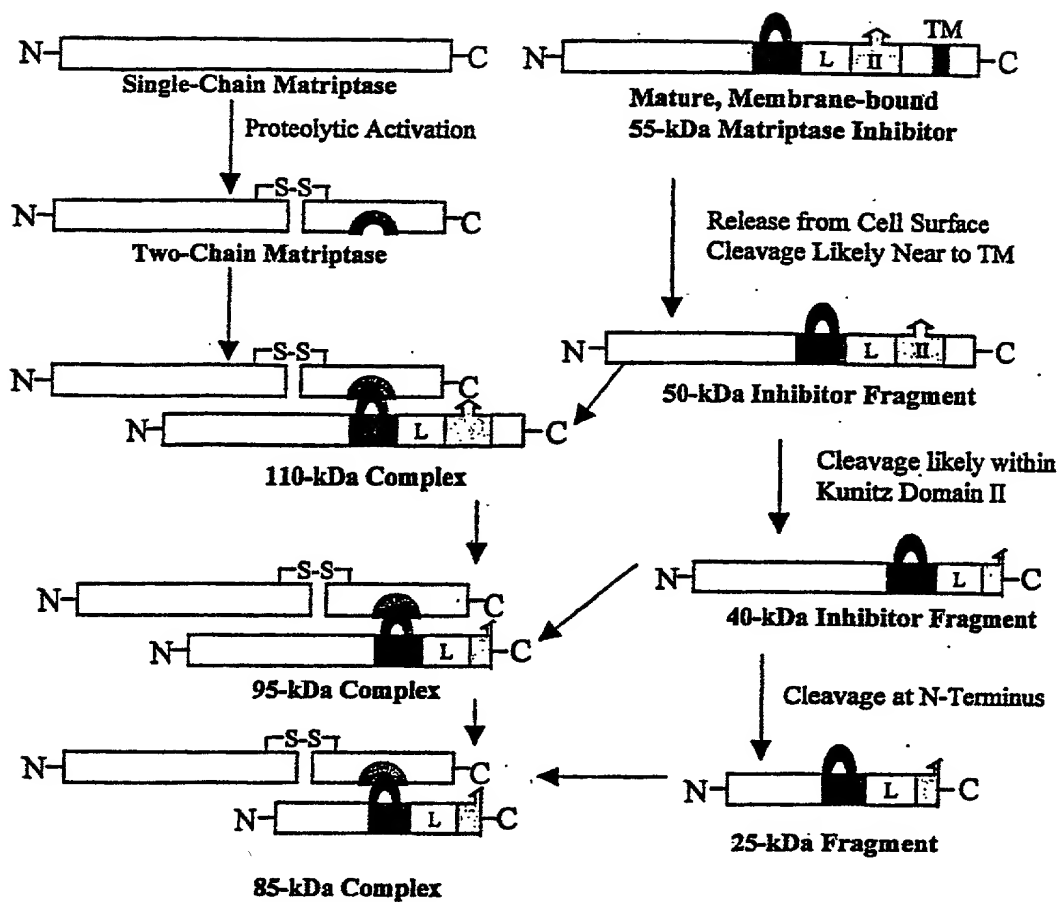 N
C
Single-Chain Matriptase
Proteolytic Activation
N
S-S
C
Two-Chain Matriptase
N
L
II
TM
C
Mature, Membrane-bound
55-kDa Matriptase Inhibitor
Release from Cell Surface
Cleavage Likely Near to TM
N
L
II
C
50-kDa Inhibitor Fragment
N
S-S
C
N
L
C
110-kDa Complex
Cleavage likely within
Kunitz Domain II
N
L
C
40-kDa Inhibitor Fragment
N
S-S
C
N
L
C
95-kDa Complex
Cleavage at N-Terminus
N
L
C
25-kDa Fragment
N
S-S
C
N
L
C
85-kDa Complex